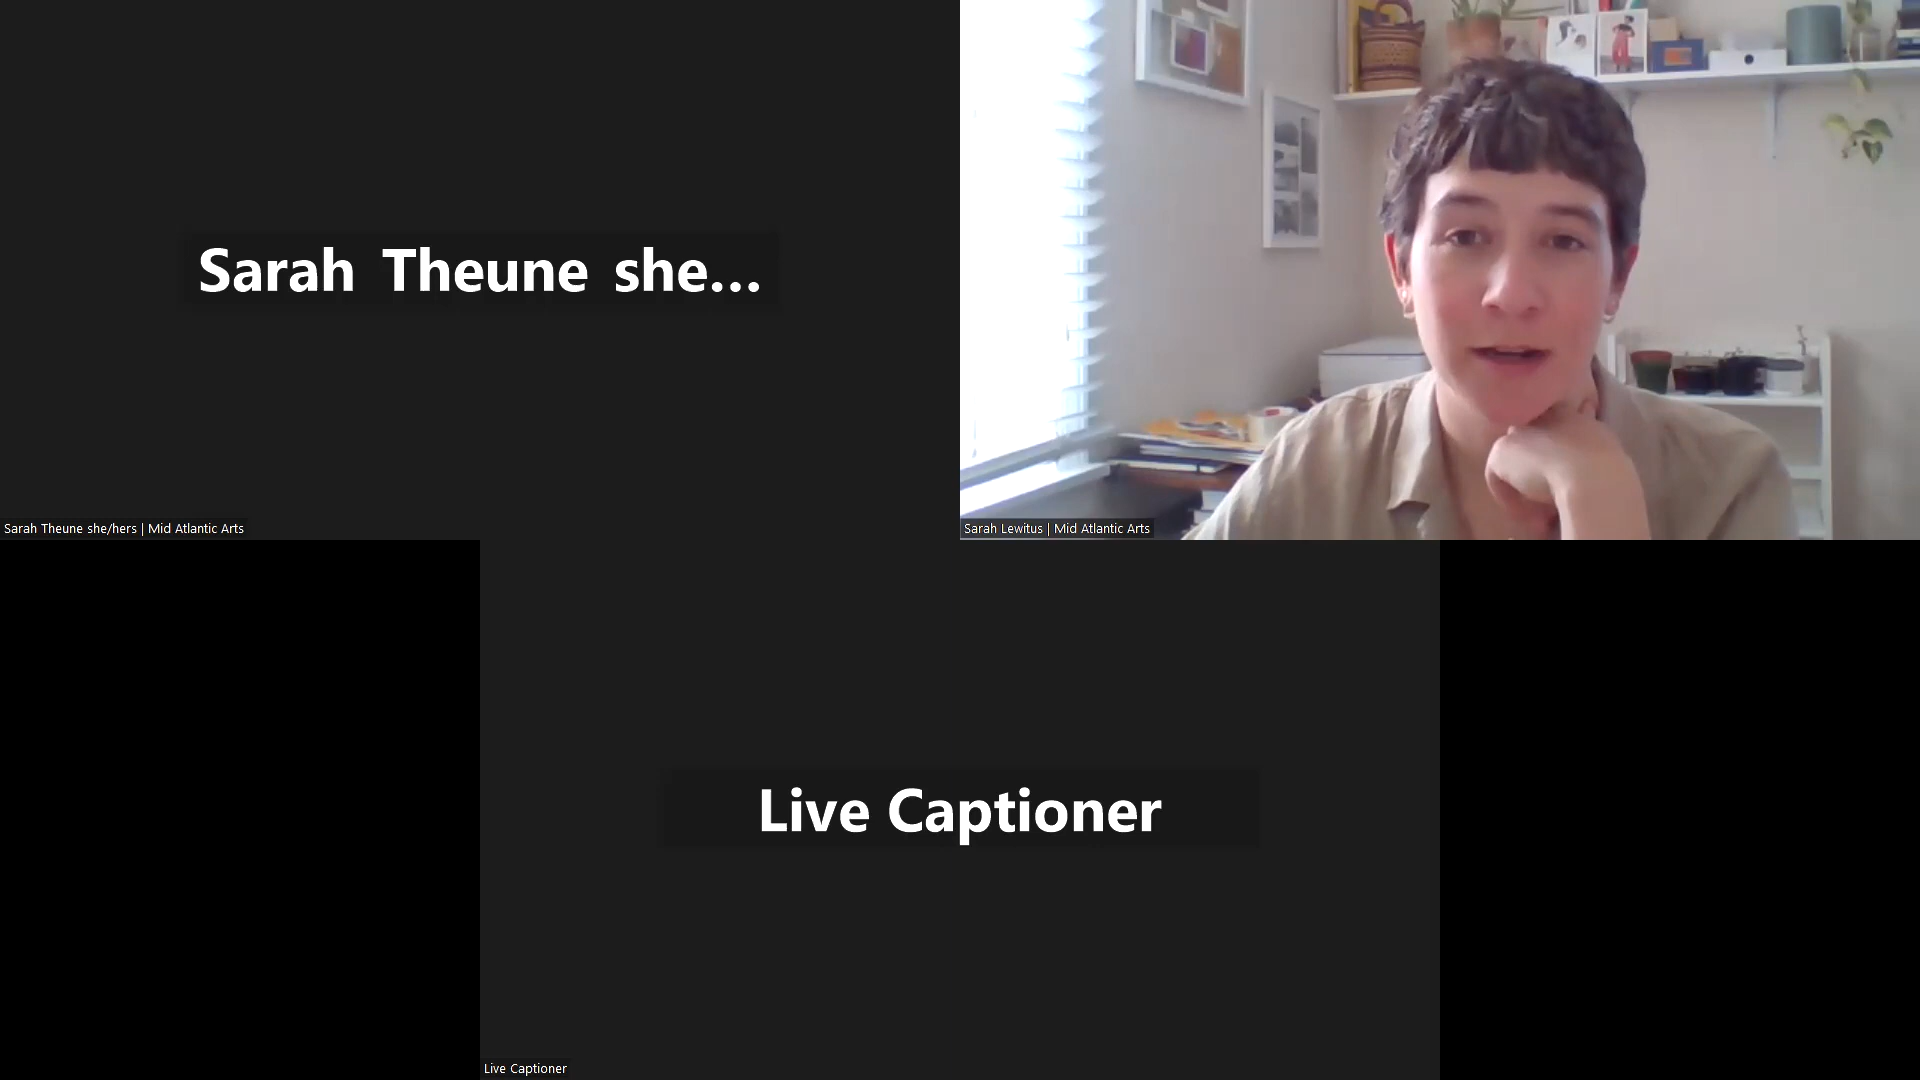 Sarah Theune she...
Sarah Theune she/hers | Mid Atlantic Arts
Sarah Lewitus | Mid Atlantic Arts
Live Captioner
Live Captioner